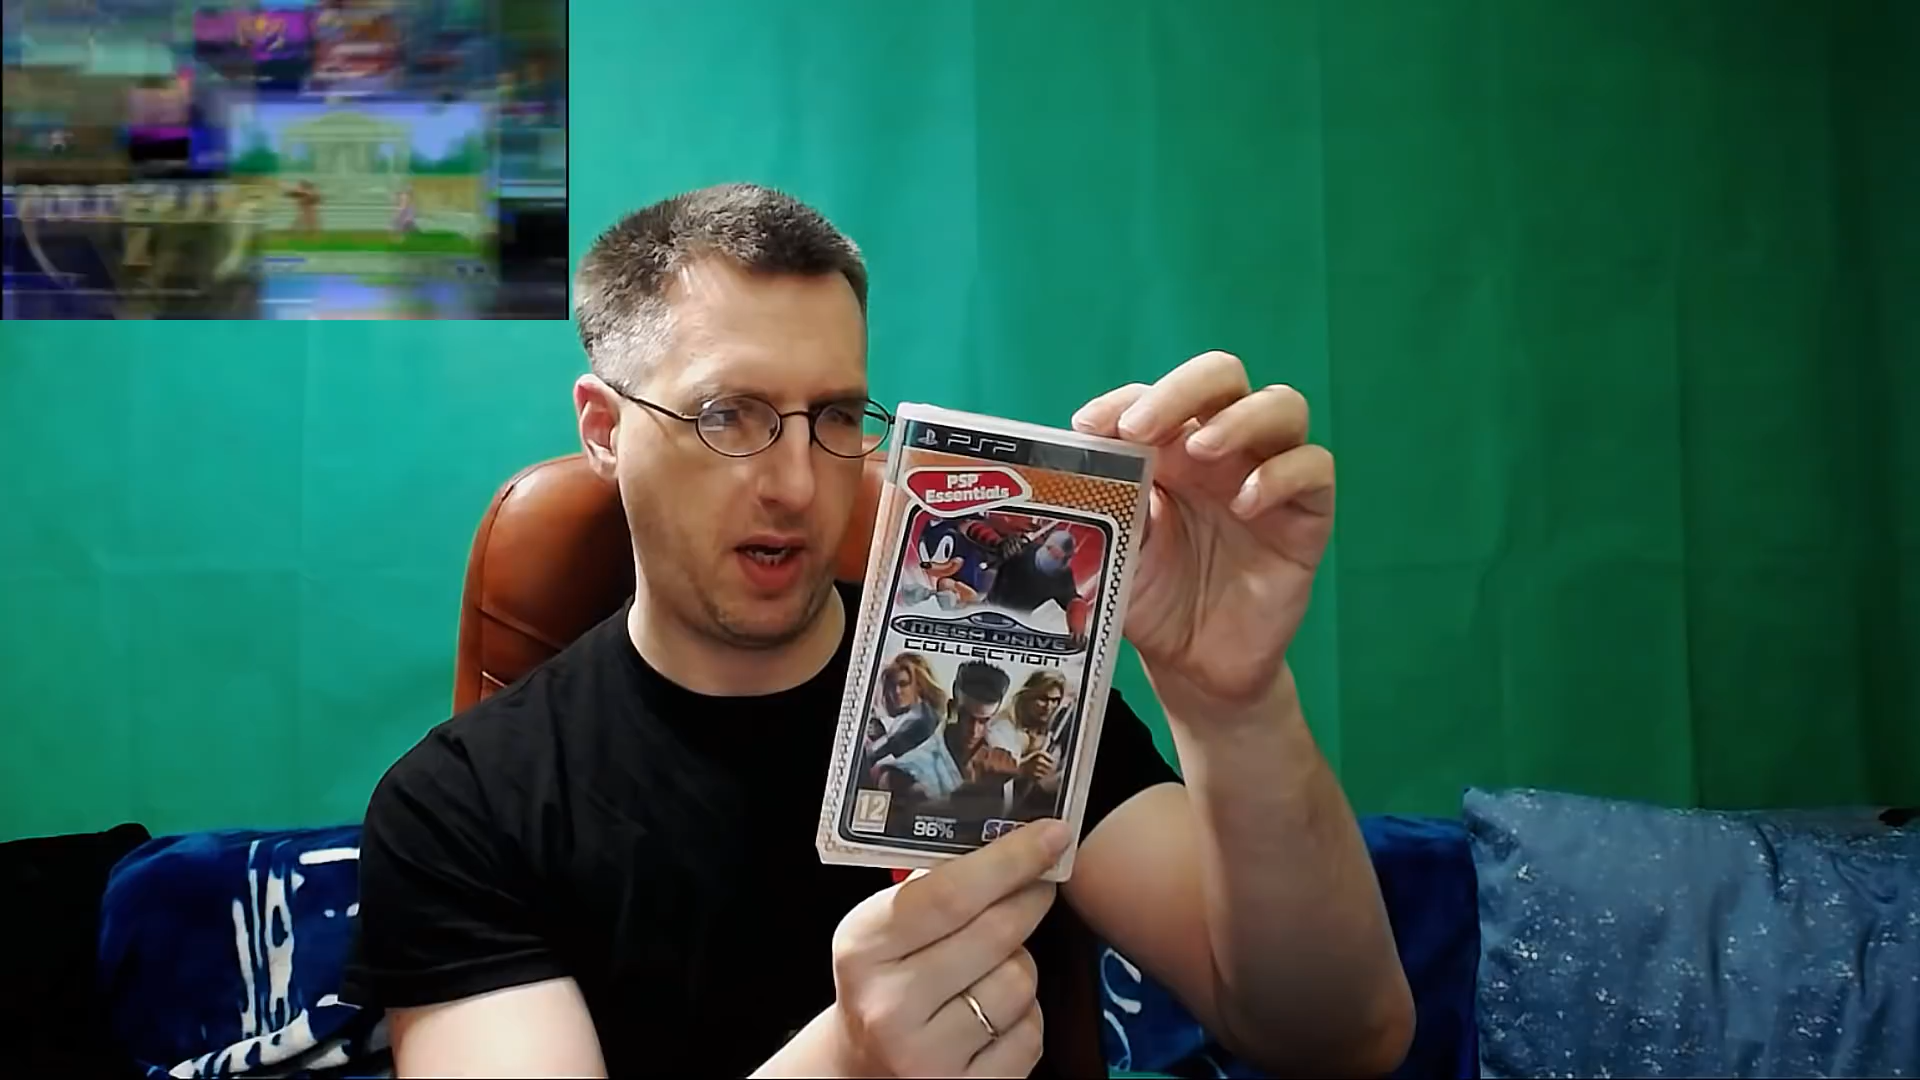 PSP
PSP
Essentials
MEGA DRIVE
COLLECTION
12
96%